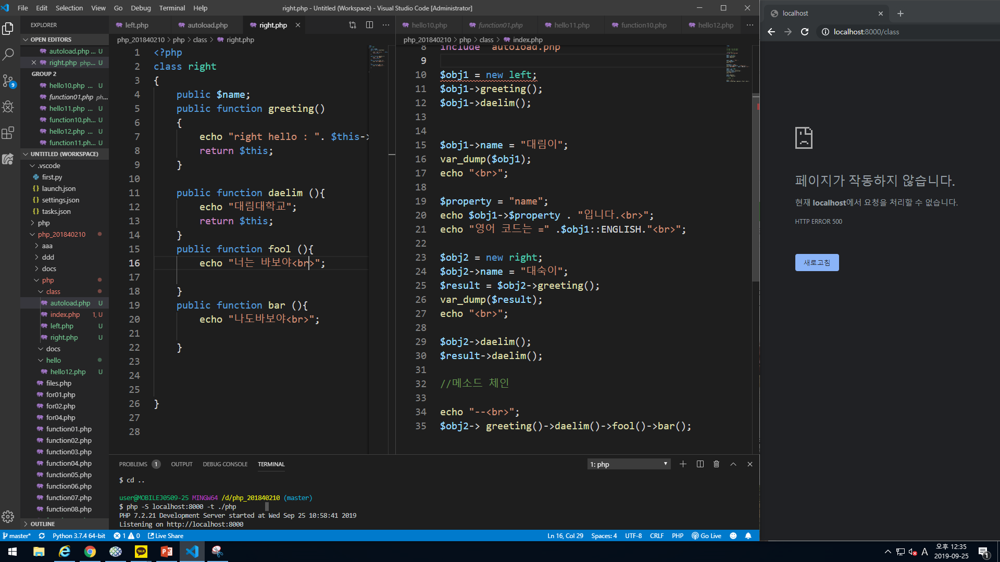 File Edit Selection View Go Debug Terminal Help
right.php - Untitled (Workspace) - Visual Studio Code [Administrator]
EXPLORER
OPEN EDITORS
autoload.php ... U
right.php php... U
GROUP 2
hello10.php ... U
function01.php ph...
hello11.php ... U
function10.ph... U
hello12.php ... U
function11.ph... U
UNTITLED (WORKSPACE)
.vscode
first.py
launch.json
settings.json
tasks.json
php
php_201840210
aaa
ddd
docs
php
class
autoload.php U
index.php 1, U
left.php U
right.php U
docs
hello
hello12.php U
files.php
for01.php
for02.php
for04.php
function01.php
function02.php
function03.php
function04.php
function05.php
function06.php
function07.php
function08.php
OUTLINE
9
left.php autoload.php right.php
php_201840210 > php > class > right.php
1 <?php
2 class right
3 {
4 public $name;
5 public function greeting()
6 {
7 echo "right hello : ". $this->
8 return $this;
9 }
10
11 public function daelim (){
12 echo "대림대학교";
13 return $this;
14 }
15 public function fool (){
16 echo "너는 바보야<br>";
17
18 }
19 public function bar (){
20 echo "나도바보야<br>";
21
22 }
23
24
25
26 }
27
28
hello10.php function01.php hello11.php function10.php hello12.php
php_201840210 > php > class > index.php
8 include "autoload.php
9
10 $obj1 = new left;
11 $obj1->greeting();
12 $obj1->daelim();
13
14
15 $obj1->name = "대림이";
16 var_dump($obj1);
17 echo "<br>";
18
19 $property = "name";
20 echo $obj1->$property . "입니다.<br>";
21 echo "영어 코드는 =" .$obj1::ENGLISH."<br>";
22
23 $obj2 = new right;
24 $obj2->name = "대숙이";
25 $result = $obj2->greeting();
26 var_dump($result);
27 echo "<br>";
28
29 $obj2->daelim();
30 $result->daelim();
31
32 //메소드 체인
33
34 echo "--<br>";
35 $obj2-> greeting()->daelim()->fool()->bar();
PROBLEMS 1 OUTPUT DEBUG CONSOLE TERMINAL
1: php
$ cd ..
user@MOBILEJ0509-25 MINGW64 /d/php_201840210 (master)
$ php -S localhost:8000 -t ./php
PHP 7.2.21 Development Server started at Wed Sep 25 10:58:41 2019
Listening on http://localhost:8000
master* Python 3.7.4 64-bit 1 0 Live Share
Ln 16, Col 29 Spaces: 4 UTF-8 CRLF PHP Go Live
localhost
localhost:8000/class
페이지가 작동하지 않습니다.
현재 localhost에서 요청을 처리할 수 없습니다.
HTTP ERROR 500
새로고침
TALK
A
오후 12:35
2019-09-25
1